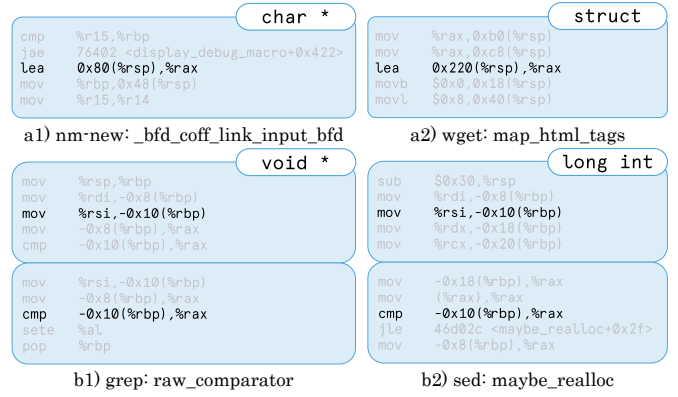 char *
cmp %r15,%rbp
jae 76402 <display_debug_macro+0x422>
lea 0x80(%rsp),%rax
mov %rbp,0x48(%rsp)
mov %r15,%r14
a1) nm-new: _bfd_coff_link_input_bfd
struct
mov %rax,0xb0(%rsp)
mov %rax,0xc8(%rsp)
lea 0x220(%rsp),%rax
movb $0x0,0x18(%rsp)
movl $0x8,0x40(%rsp)
a2) wget: map_html_tags
void *
mov %rsp,%rbp
mov %rdi,-0x8(%rbp)
mov %rsi,-0x10(%rbp)
mov -0x8(%rbp),%rax
cmp -0x10(%rbp),%rax
mov %rsi,-0x10(%rbp)
mov -0x8(%rbp),%rax
cmp -0x10(%rbp),%rax
sete %al
pop %rbp
b1) grep: raw_comparator
long int
sub $0x30,%rsp
mov %rdi,-0x8(%rbp)
mov %rsi,-0x10(%rbp)
mov %rdx,-0x18(%rbp)
mov %rcx,-0x20(%rbp)
mov -0x18(%rbp),%rax
mov (%rax),%rax
cmp -0x10(%rbp),%rax
jle 46d02c <maybe_realloc+0x2f>
mov -0x8(%rbp),%rax
b2) sed: maybe_realloc